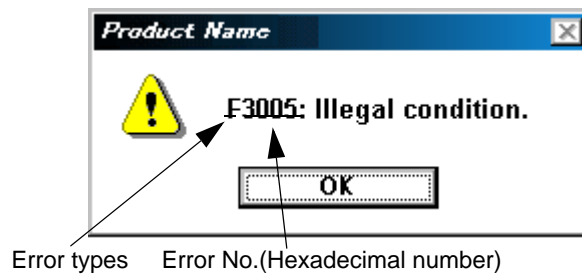 Product Name
F3005: Illegal condition.
OK
Error types Error No.(Hexadecimal number)